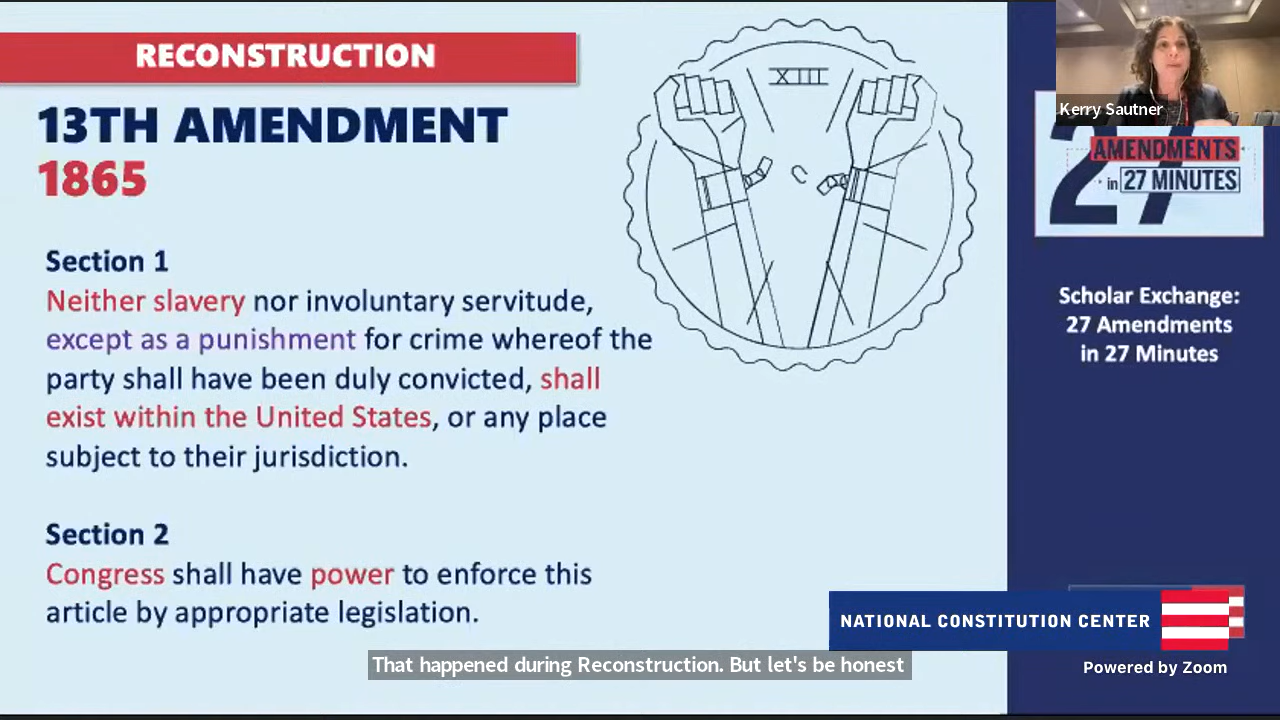 RECONSTRUCTION
13TH AMENDMENT
1865
Section 1
Neither slavery nor involuntary servitude,
except as a punishment for crime whereof the
party shall have been duly convicted, shall
exist within the United States, or any place
subject to their jurisdiction.
Section 2
Congress shall have power to enforce this
article by appropriate legislation.
XIII
Kerry Sautner
27
AMENDMENTS
in 27 MINUTES
Scholar Exchange:
27 Amendments
in 27 Minutes
NATIONAL CONSTITUTION CENTER
That happened during Reconstruction. But let's be honest
Powered by Zoom